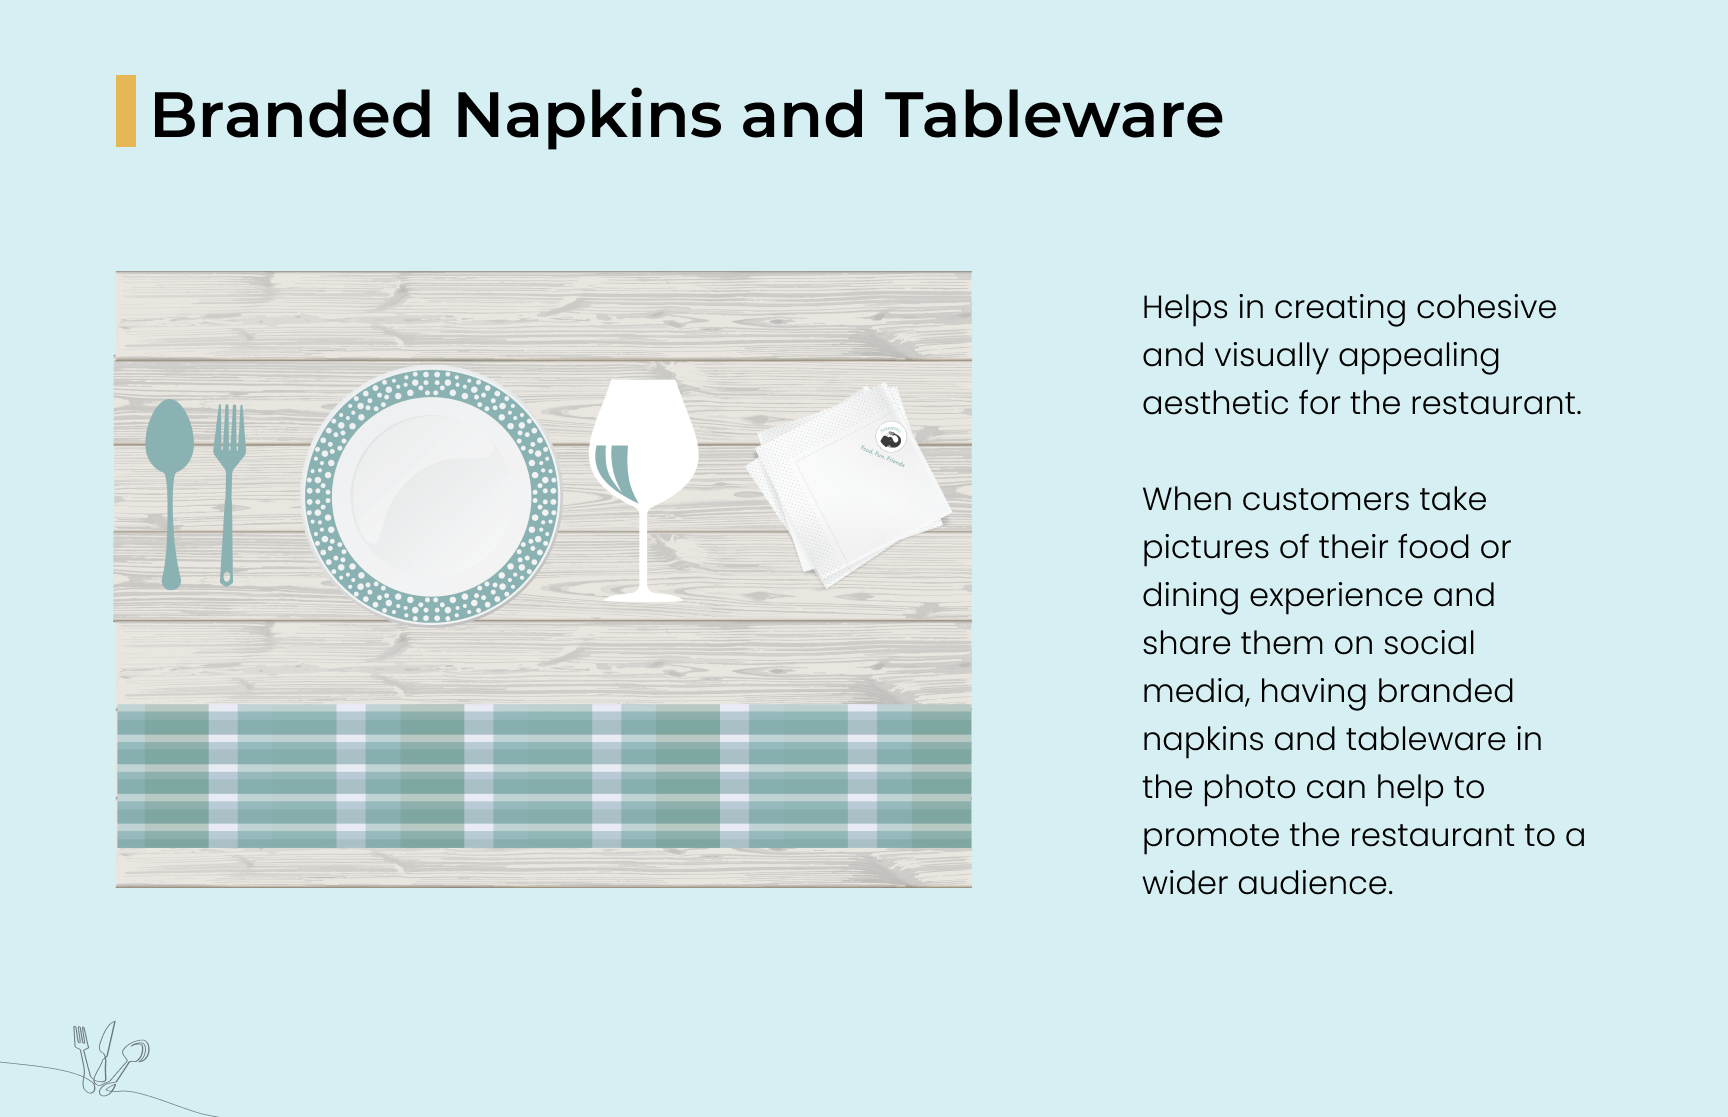 Branded Napkins and Tableware
Helps in creating cohesive
and visually appealing
aesthetic for the restaurant.
When customers take
pictures of their food or
dining experience and
share them on social
media, having branded
napkins and tableware in
the photo can help to
promote the restaurant to a
wider audience.
Food, Fun, Friends